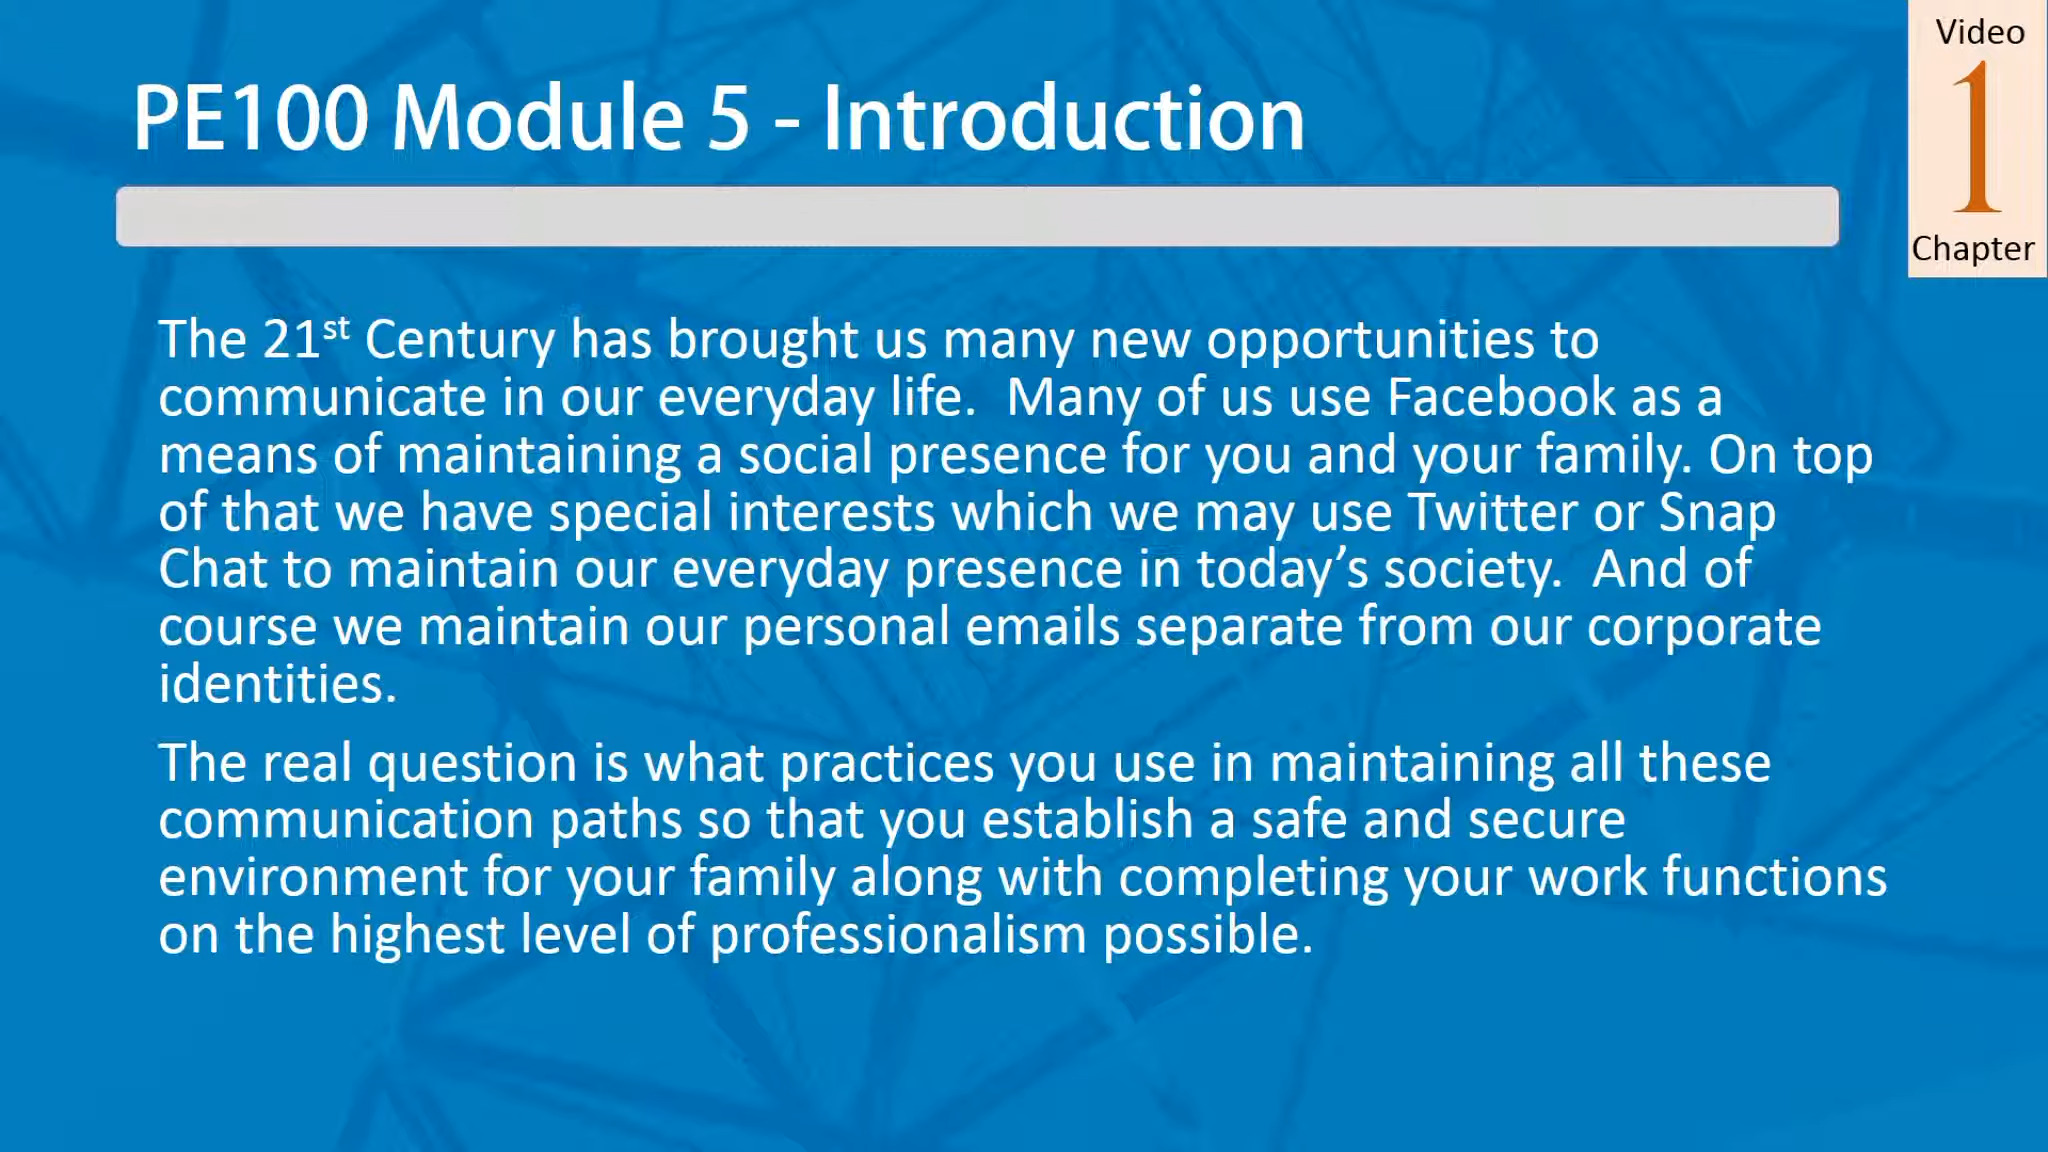 PE100 Module 5 - Introduction
Video
1
Chapter
The 21st Century has brought us many new opportunities to
communicate in our everyday life.  Many of us use Facebook as a
means of maintaining a social presence for you and your family. On top
of that we have special interests which we may use Twitter or Snap
Chat to maintain our everyday presence in today’s society.  And of
course we maintain our personal emails separate from our corporate
identities.
The real question is what practices you use in maintaining all these
communication paths so that you establish a safe and secure
environment for your family along with completing your work functions
on the highest level of professionalism possible.